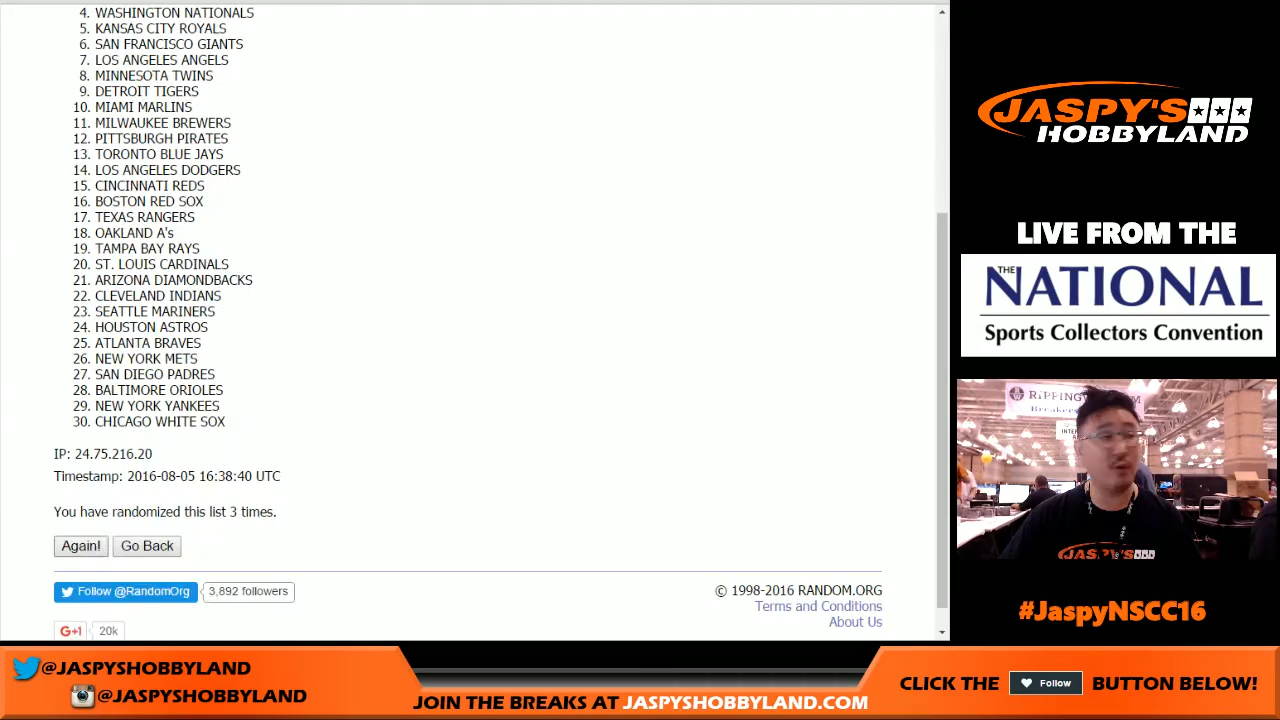 4. WASHINGTON NATIONALS
5. KANSAS CITY ROYALS
6. SAN FRANCISCO GIANTS
7. LOS ANGELES ANGELS
8. MINNESOTA TWINS
9. DETROIT TIGERS
10. MIAMI MARLINS
11. MILWAUKEE BREWERS
12. PITTSBURGH PIRATES
13. TORONTO BLUE JAYS
14. LOS ANGELES DODGERS
15. CINCINNATI REDS
16. BOSTON RED SOX
17. TEXAS RANGERS
18. OAKLAND A's
19. TAMPA BAY RAYS
20. ST. LOUIS CARDINALS
21. ARIZONA DIAMONDBACKS
22. CLEVELAND INDIANS
23. SEATTLE MARINERS
24. HOUSTON ASTROS
25. ATLANTA BRAVES
26. NEW YORK METS
27. SAN DIEGO PADRES
28. BALTIMORE ORIOLES
29. NEW YORK YANKEES
30. CHICAGO WHITE SOX
IP: 24.75.216.20
Timestamp: 2016-08-05 16:38:40 UTC
You have randomized this list 3 times.
Again! Go Back
Follow @RandomOrg 3,892 followers
G+1 20k
© 1998-2016 RANDOM.ORG
Terms and Conditions
About Us
JASPY'S
HOBBYLAND
LIVE FROM THE
THE NATIONAL
Sports Collectors Convention
JASPY'S
#JaspyNSCC16
@JASPYSHOBBYLAND
@JASPYSHOBBYLAND
JOIN THE BREAKS AT JASPYSHOBBYLAND.COM
CLICK THE Follow BUTTON BELOW!